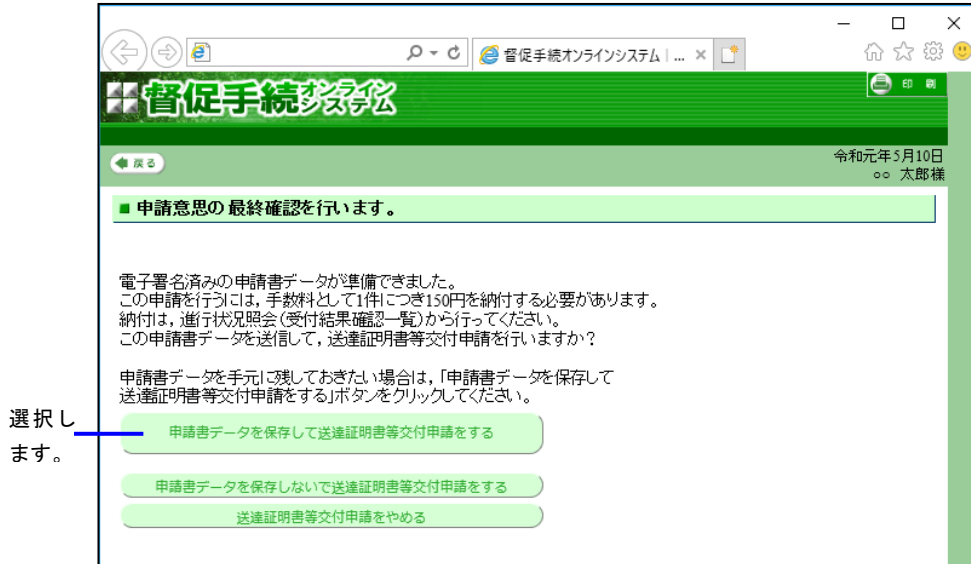 督促手続オンラインシステム | ...
督促手続オンラインシステム
印刷
戻る
令和元年5月10日
○○ 太郎様
■ 申請意思の最終確認を行います。
電子署名済みの申請書データが準備できました。
この申請を行うには，手数料として1件につき150円を納付する必要があります。
納付は，進行状況照会（受付結果確認一覧）から行ってください。
この申請書データを送信して，送達証明書等交付申請を行いますか？
申請書データを手元に残しておきたい場合は，「申請書データを保存して
送達証明書等交付申請をする」ボタンをクリックしてください。
選択し
ます。
申請書データを保存して送達証明書等交付申請をする
申請書データを保存しないで送達証明書等交付申請をする
送達証明書等交付申請をやめる